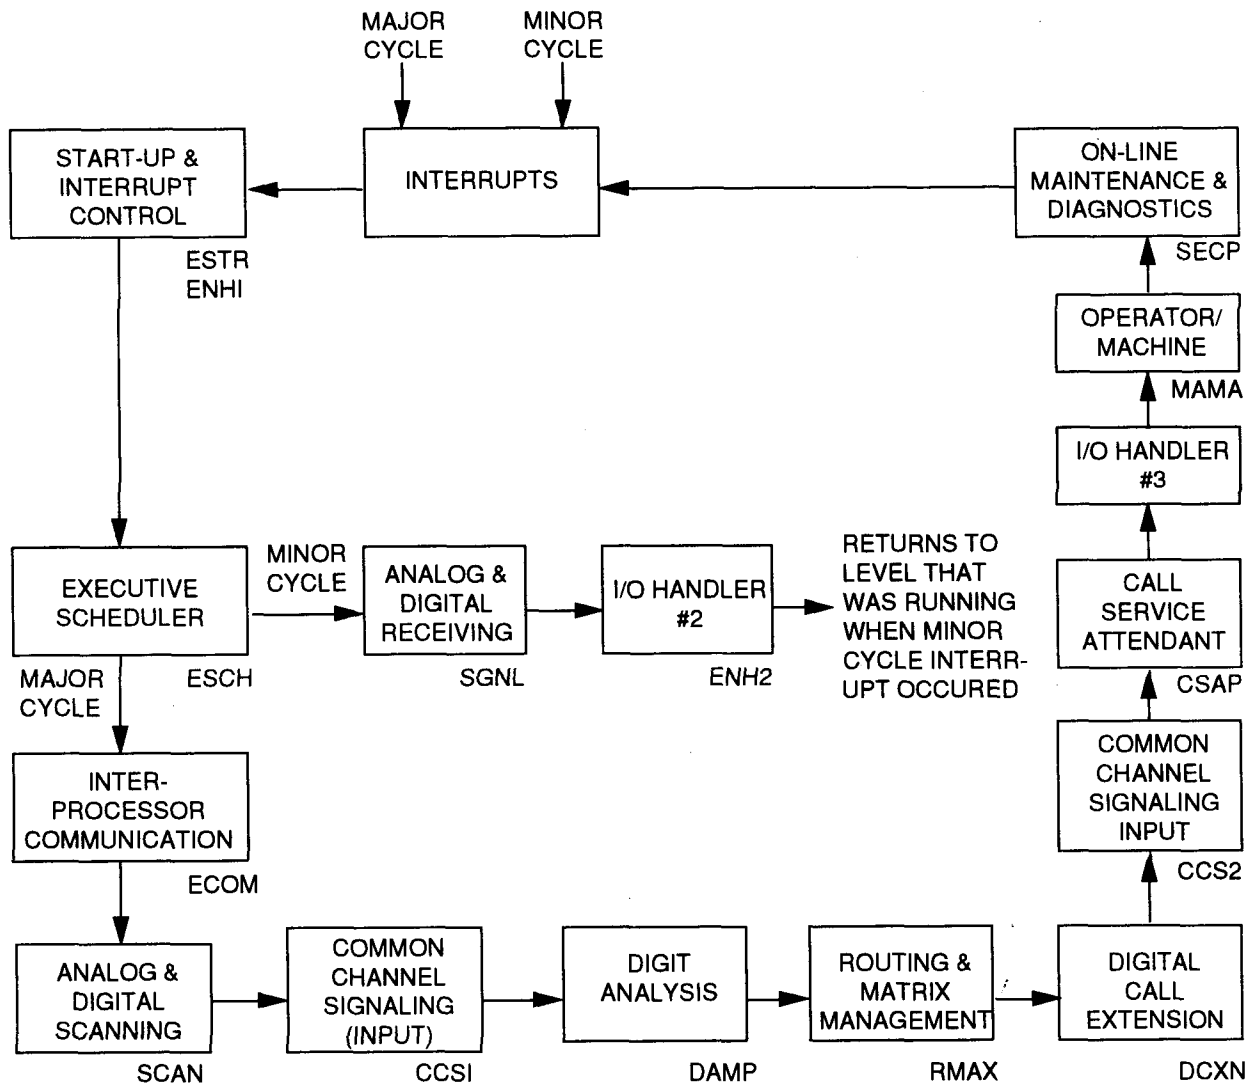 MAJOR
CYCLE
MINOR
CYCLE
START-UP &
INTERRUPT
CONTROL
ESTR
ENHI
INTERRUPTS
ON-LINE
MAINTENANCE &
DIAGNOSTICS
SECP
OPERATOR/
MACHINE
MAMA
I/O HANDLER
#3
EXECUTIVE
SCHEDULER
ESCH
MINOR
CYCLE
ANALOG &
DIGITAL
RECEIVING
SGNL
I/O HANDLER
#2
ENH2
RETURNS TO
LEVEL THAT
WAS RUNNING
WHEN MINOR
CYCLE INTERR-
UPT OCCURED
CALL
SERVICE
ATTENDANT
CSAP
MAJOR
CYCLE
INTER-
PROCESSOR
COMMUNICATION
ECOM
COMMON
CHANNEL
SIGNALING
INPUT
CCS2
ANALOG &
DIGITAL
SCANNING
SCAN
COMMON
CHANNEL
SIGNALING
(INPUT)
CCSI
DIGIT
ANALYSIS
DAMP
ROUTING &
MATRIX
MANAGEMENT
RMAX
DIGITAL
CALL
EXTENSION
DCXN